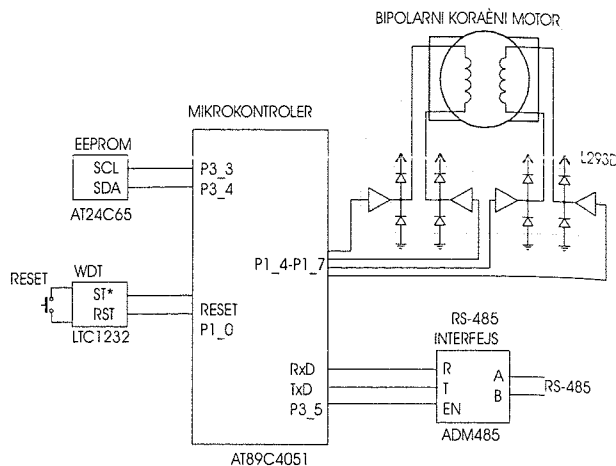 BIPOLARNI KORAÈNI MOTOR
MIKROKONTROLER
EEPROM
SCL
SDA
AT24C65
P3_3
P3_4
L293D
P1_4-P1_7
RESET
WDT
ST*
RST
LTC1232
RESET
P1_0
RS-485
INTERFEJS
RxD
TxD
P3_5
R
T
EN
A
B
RS-485
ADM485
AT89C4051